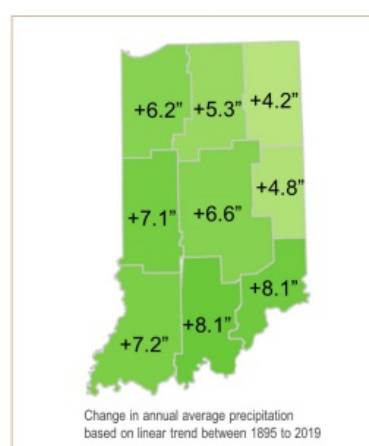 +6.2” +5.3” +4.2”
+4.8”
+7.1” +6.6”
+8.1”
+7.2” +8.1”
Change in annual average precipitation
based on linear trend between 1895 to 2019